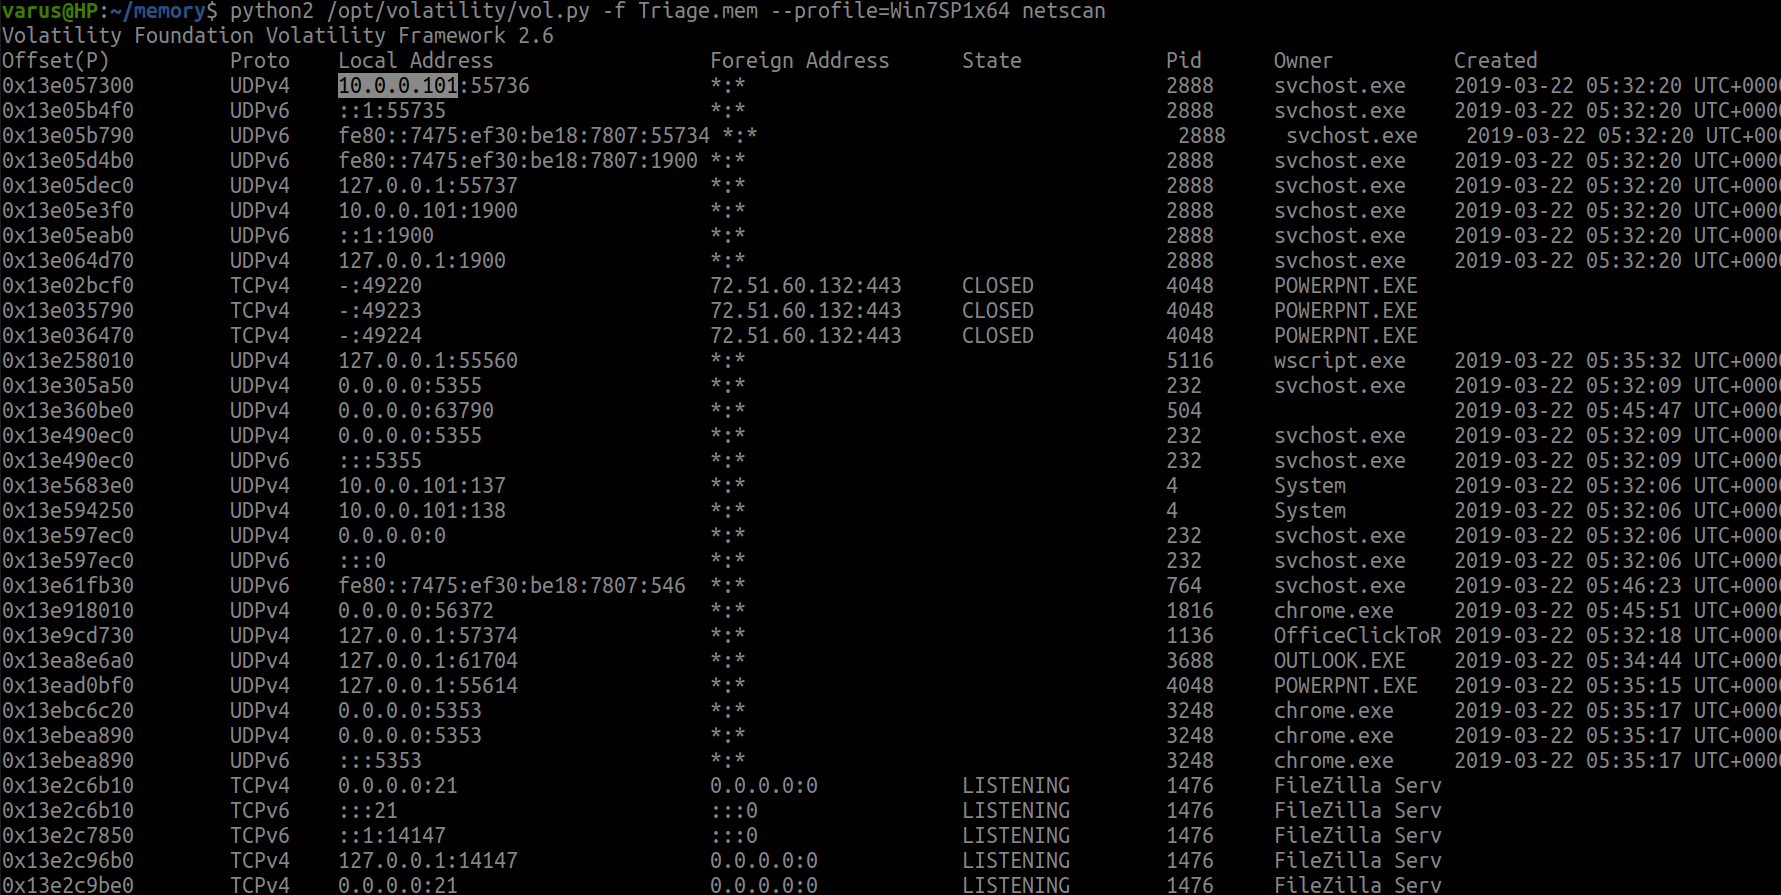 varus@HP:~/memory$ python2 /opt/volatility/vol.py -f Triage.mem --profile=Win7SP1x64 netscan
Volatility Foundation Volatility Framework 2.6
Offset(P) Proto Local Address Foreign Address State Pid Owner Created
0x13e057300 UDPv4 10.0.0.101:55736 *:* 2888 svchost.exe 2019-03-22 05:32:20 UTC+000
0x13e05b4f0 UDPv6 ::1:55735 *:* 2888 svchost.exe 2019-03-22 05:32:20 UTC+000
0x13e05b790 UDPv6 fe80::7475:ef30:be18:7807:55734 *:* 2888 svchost.exe 2019-03-22 05:32:20 UTC+00
0x13e05d4b0 UDPv6 fe80::7475:ef30:be18:7807:1900 *:* 2888 svchost.exe 2019-03-22 05:32:20 UTC+000
0x13e05dec0 UDPv4 127.0.0.1:55737 *:* 2888 svchost.exe 2019-03-22 05:32:20 UTC+000
0x13e05e3f0 UDPv4 10.0.0.101:1900 *:* 2888 svchost.exe 2019-03-22 05:32:20 UTC+000
0x13e05eab0 UDPv6 ::1:1900 *:* 2888 svchost.exe 2019-03-22 05:32:20 UTC+000
0x13e064d70 UDPv4 127.0.0.1:1900 *:* 2888 svchost.exe 2019-03-22 05:32:20 UTC+000
0x13e02bcf0 TCPv4 -:49220 72.51.60.132:443 CLOSED 4048 POWERPNT.EXE
0x13e035790 TCPv4 -:49223 72.51.60.132:443 CLOSED 4048 POWERPNT.EXE
0x13e036470 TCPv4 -:49224 72.51.60.132:443 CLOSED 4048 POWERPNT.EXE
0x13e258010 UDPv4 127.0.0.1:55560 *:* 5116 wscript.exe 2019-03-22 05:35:32 UTC+000
0x13e305a50 UDPv4 0.0.0.0:5355 *:* 232 svchost.exe 2019-03-22 05:32:09 UTC+000
0x13e360be0 UDPv4 0.0.0.0:63790 *:* 504 2019-03-22 05:45:47 UTC+000
0x13e490ec0 UDPv4 0.0.0.0:5355 *:* 232 svchost.exe 2019-03-22 05:32:09 UTC+000
0x13e490ec0 UDPv6 :::5355 *:* 232 svchost.exe 2019-03-22 05:32:09 UTC+000
0x13e5683e0 UDPv4 10.0.0.101:137 *:* 4 System 2019-03-22 05:32:06 UTC+000
0x13e594250 UDPv4 10.0.0.101:138 *:* 4 System 2019-03-22 05:32:06 UTC+000
0x13e597ec0 UDPv4 0.0.0.0:0 *:* 232 svchost.exe 2019-03-22 05:32:06 UTC+000
0x13e597ec0 UDPv6 :::0 *:* 232 svchost.exe 2019-03-22 05:32:06 UTC+000
0x13e61fb30 UDPv6 fe80::7475:ef30:be18:7807:546 *:* 764 svchost.exe 2019-03-22 05:46:23 UTC+000
0x13e918010 UDPv4 0.0.0.0:56372 *:* 1816 chrome.exe 2019-03-22 05:45:51 UTC+000
0x13e9cd730 UDPv4 127.0.0.1:57374 *:* 1136 OfficeClickToR 2019-03-22 05:32:18 UTC+000
0x13ea8e6a0 UDPv4 127.0.0.1:61704 *:* 3688 OUTLOOK.EXE 2019-03-22 05:34:44 UTC+000
0x13ead0bf0 UDPv4 127.0.0.1:55614 *:* 4048 POWERPNT.EXE 2019-03-22 05:35:15 UTC+000
0x13ebc6c20 UDPv4 0.0.0.0:5353 *:* 3248 chrome.exe 2019-03-22 05:35:17 UTC+000
0x13ebea890 UDPv4 0.0.0.0:5353 *:* 3248 chrome.exe 2019-03-22 05:35:17 UTC+000
0x13ebea890 UDPv6 :::5353 *:* 3248 chrome.exe 2019-03-22 05:35:17 UTC+000
0x13e2c6b10 TCPv4 0.0.0.0:21 0.0.0.0:0 LISTENING 1476 FileZilla Serv
0x13e2c6b10 TCPv6 :::21 :::0 LISTENING 1476 FileZilla Serv
0x13e2c7850 TCPv6 ::1:14147 :::0 LISTENING 1476 FileZilla Serv
0x13e2c96b0 TCPv4 127.0.0.1:14147 0.0.0.0:0 LISTENING 1476 FileZilla Serv
0x13e2c9be0 TCPv4 0.0.0.0:21 0.0.0.0:0 LISTENING 1476 FileZilla Serv